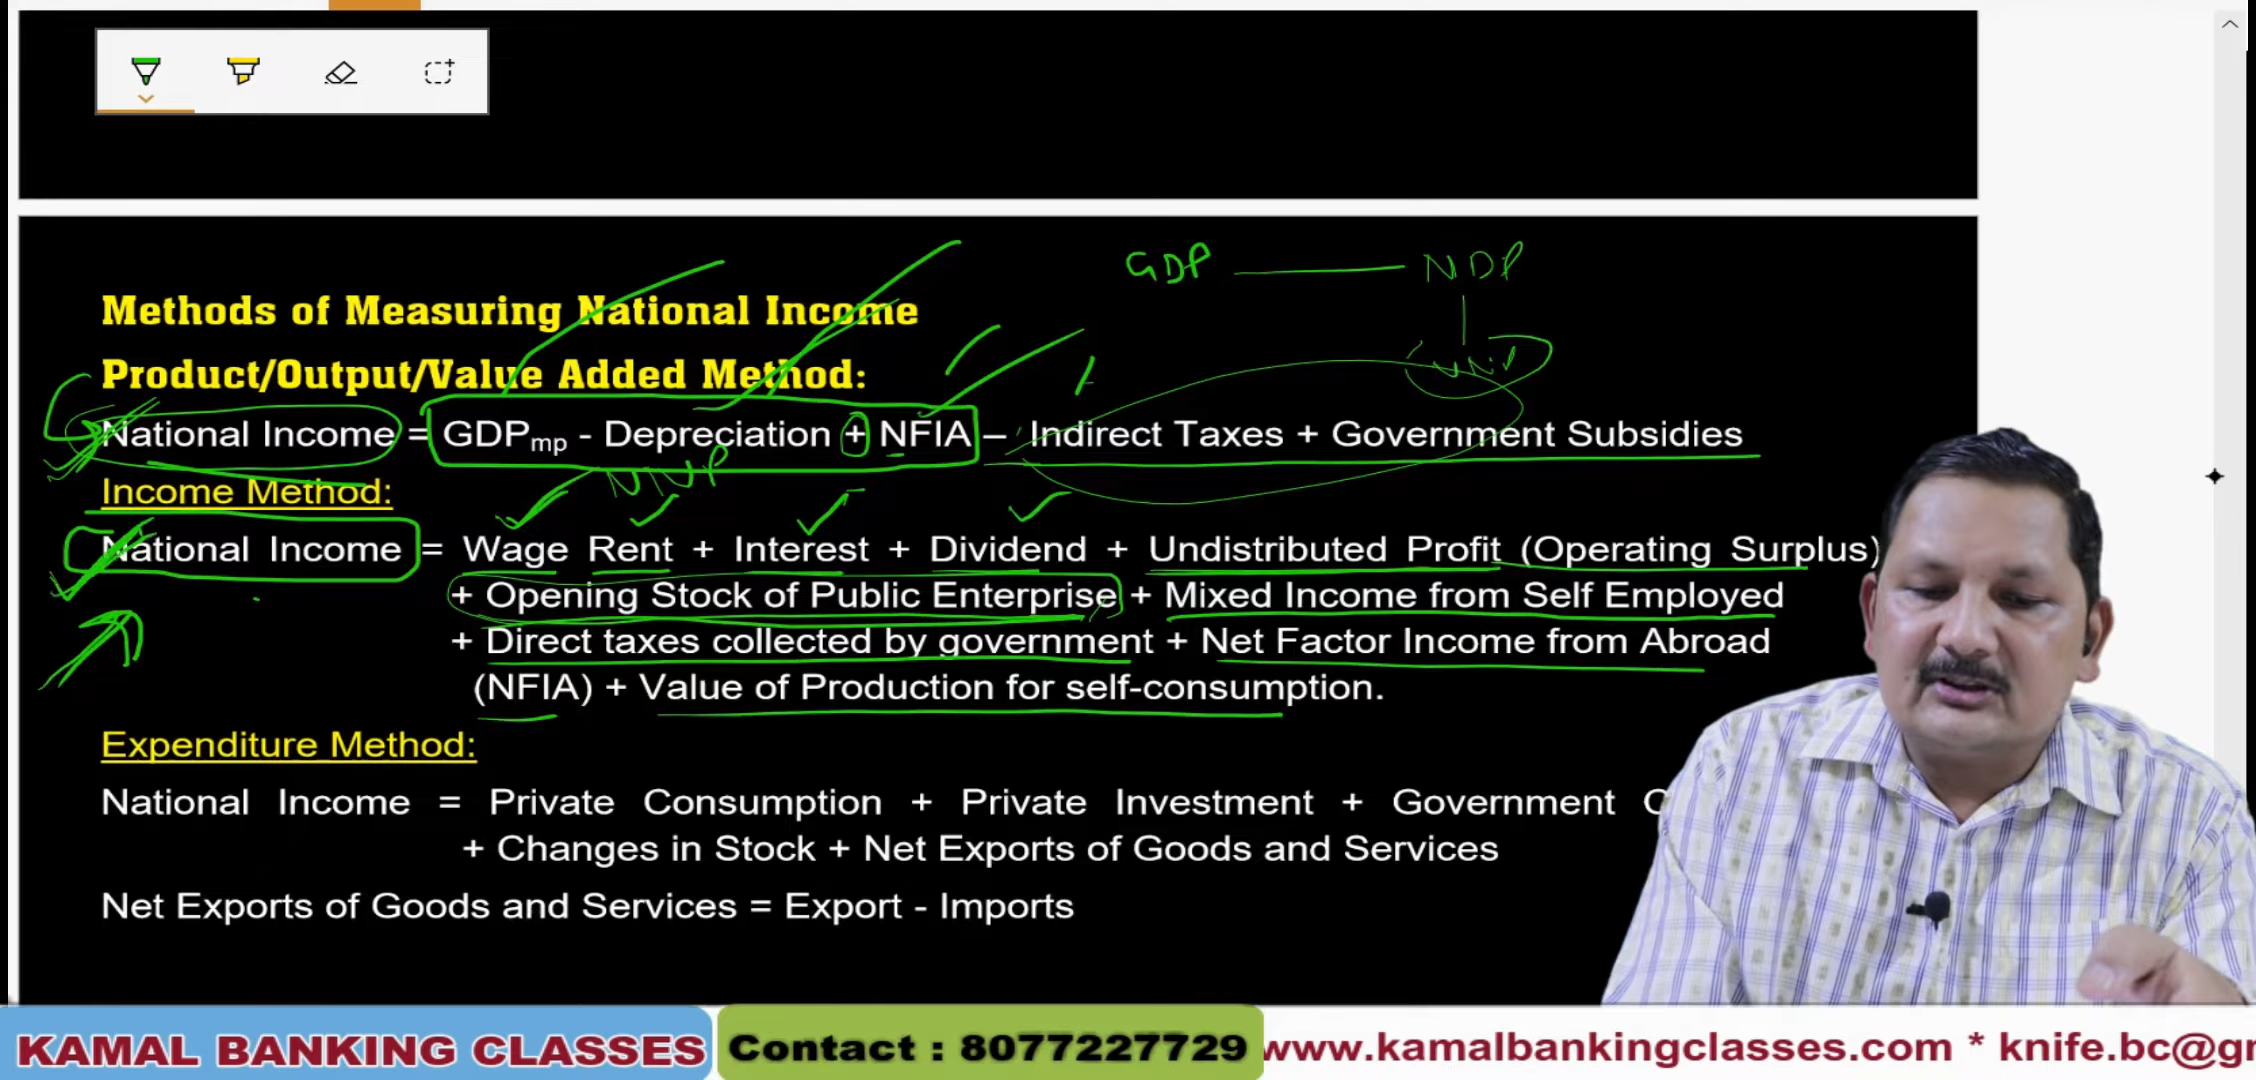 GDP NDP
Methods of Measuring National Income
Product/Output/Value Added Method:
National Income = GDPmp - Depreciation + NFIA – Indirect Taxes + Government Subsidies
NNP
Income Method:
National Income = Wage Rent + Interest + Dividend + Undistributed Profit (Operating Surplus)
+ Opening Stock of Public Enterprise + Mixed Income from Self Employed
+ Direct taxes collected by government + Net Factor Income from Abroad
(NFIA) + Value of Production for self-consumption.
Expenditure Method:
National Income = Private Consumption + Private Investment + Government
+ Changes in Stock + Net Exports of Goods and Services
Net Exports of Goods and Services = Export - Imports
KAMAL BANKING CLASSES Contact : 8077227729 www.kamalbankingclasses.com * knife.bc@gm